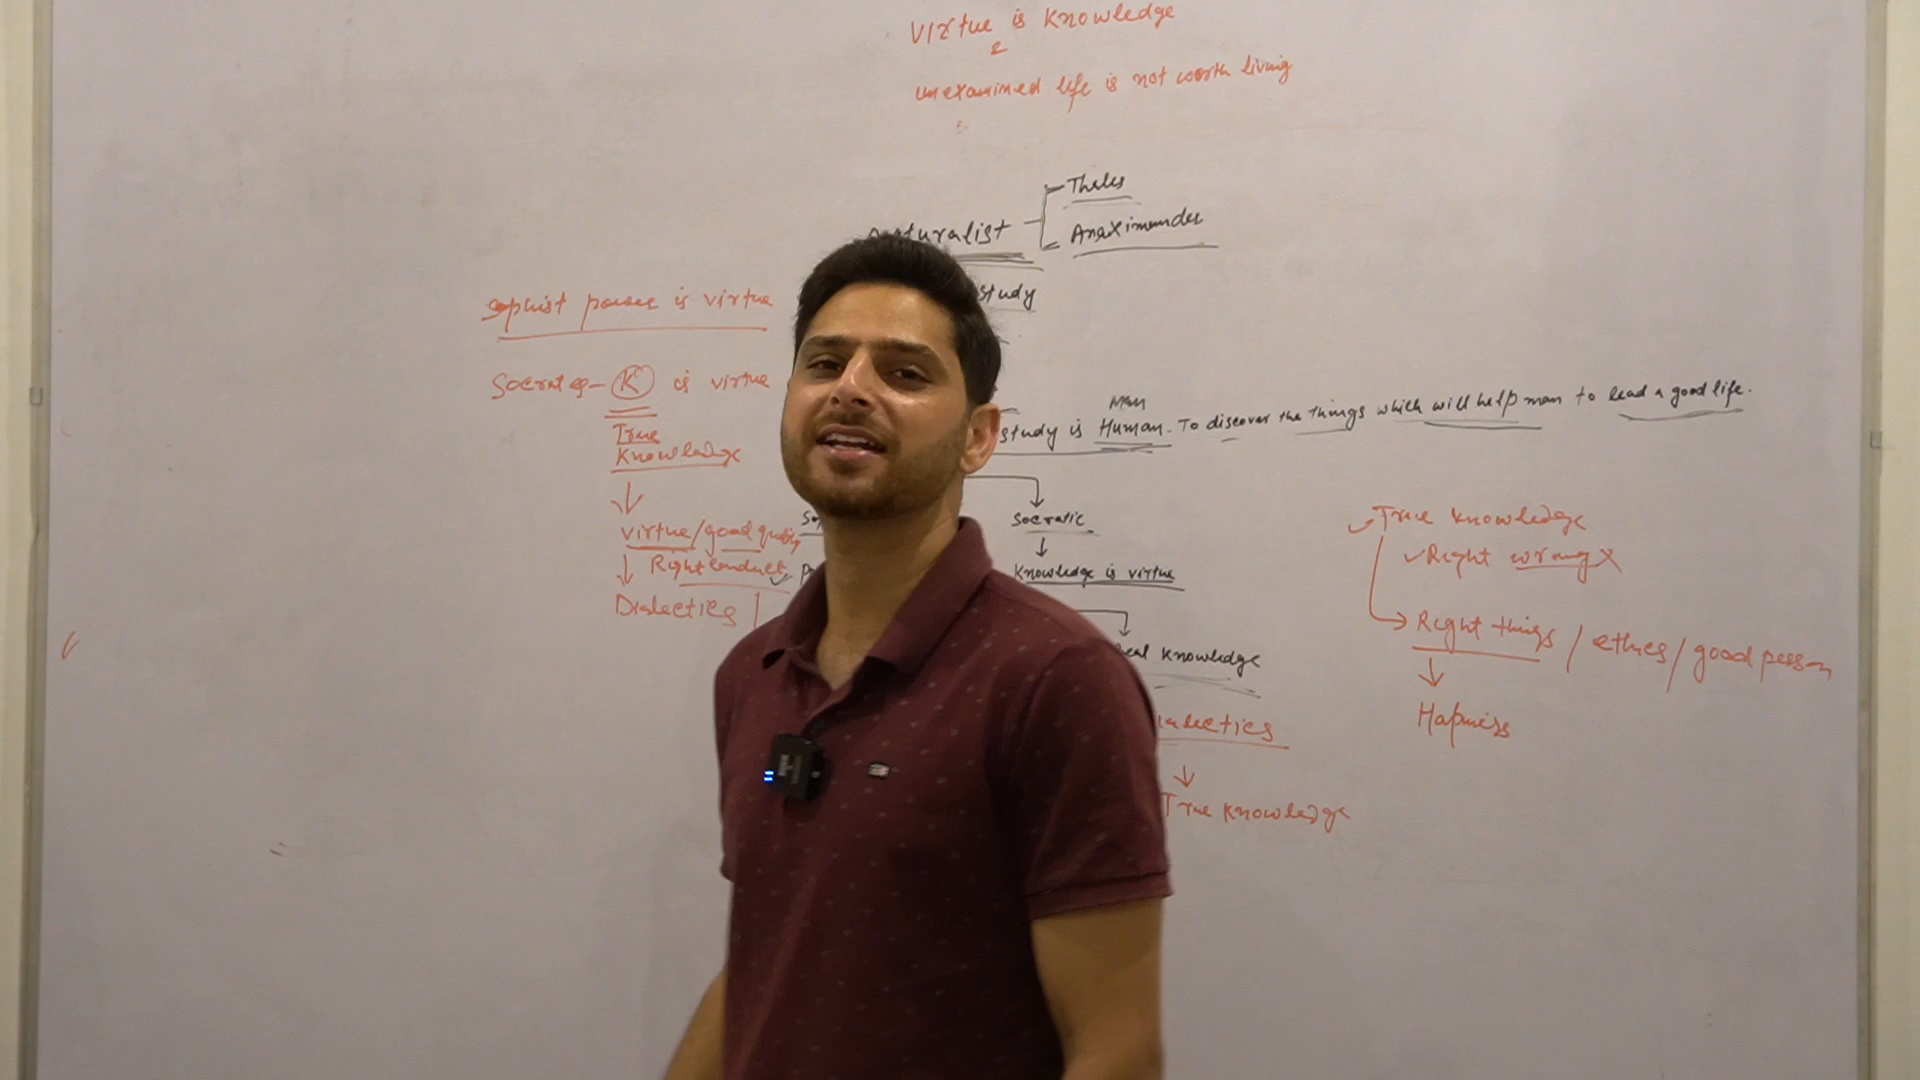 Virtue is Knowledge
&
unexamined life is not worth living
Thales
naturalist
Anaximander
study
Sophist power is virtue
Socrates - K is virtue
True
Knowledge
Man
study is Human. To discover the things which will help man to lead a good life.
virtue/good quality
Right conduct
Dialectics
Socratic
Knowledge is virtue
Knowledge
True Knowledge
True Knowledge
Right wrong x
Right things / ethics / good person
Happiness